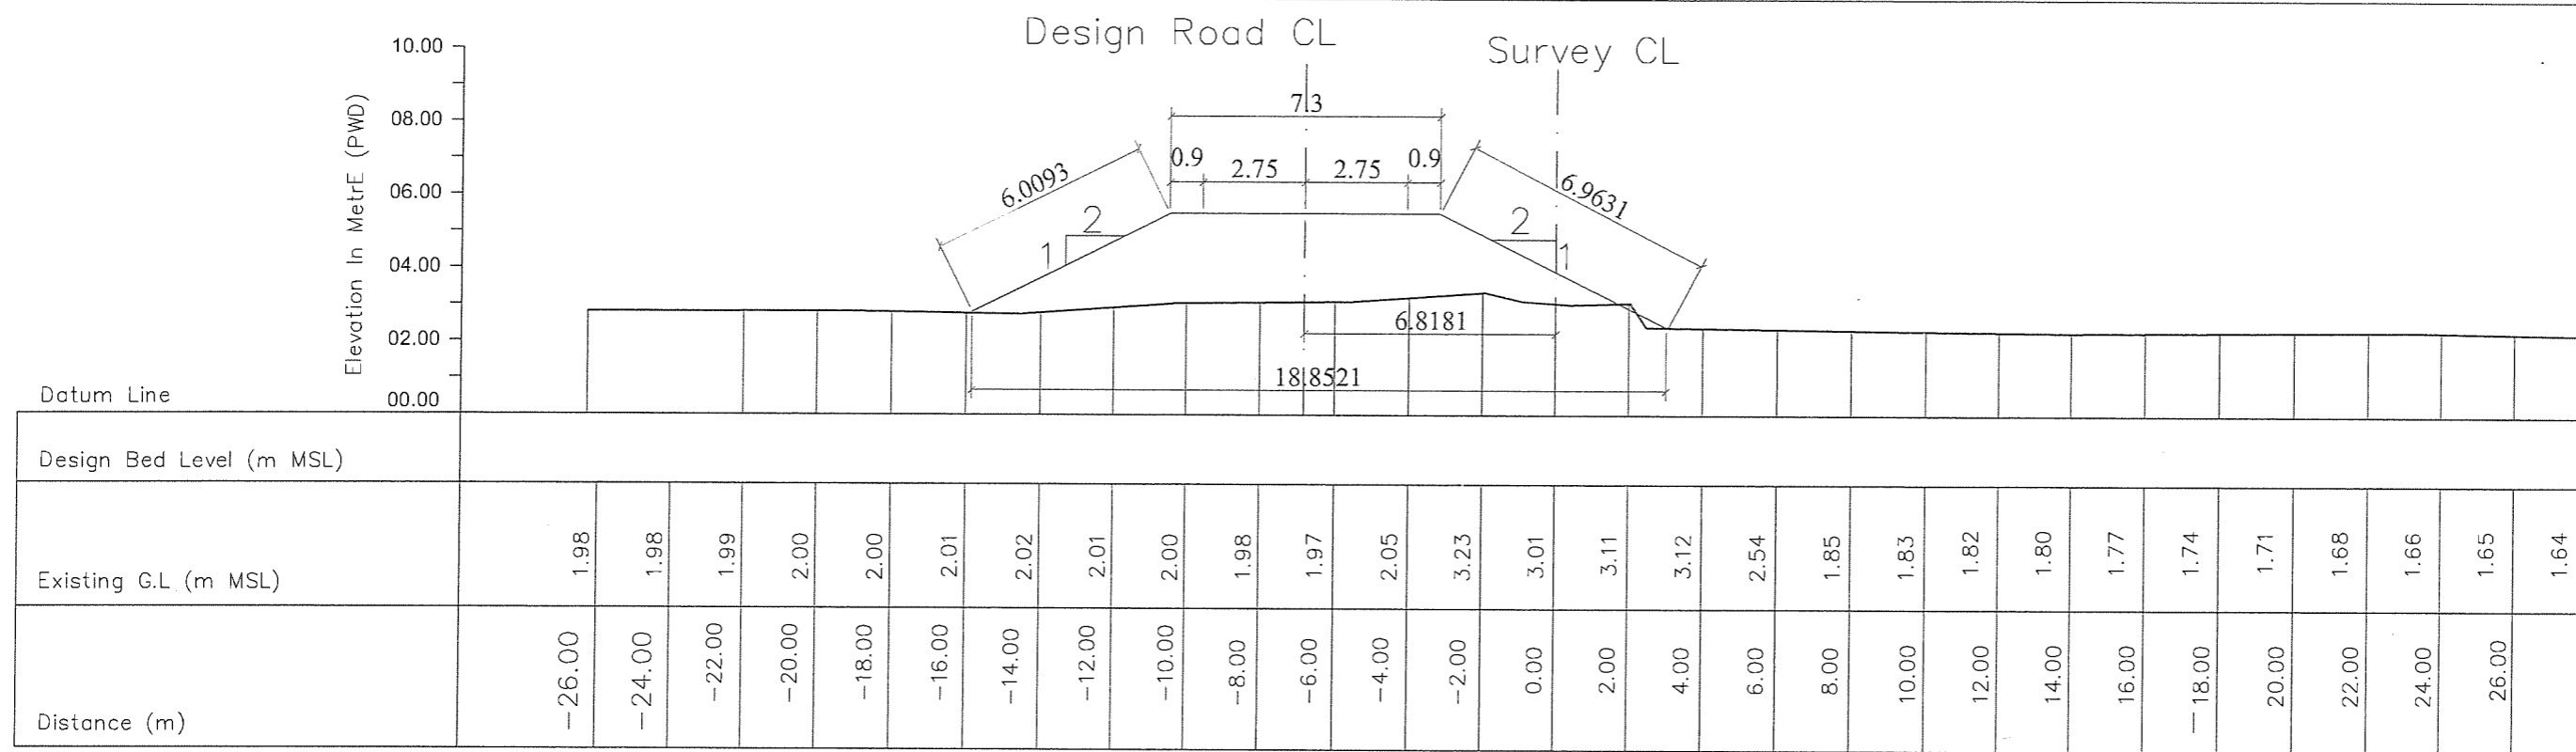 Design Road CL
Survey CL
Elevation In MetrE (PWD)
10.00
08.00
06.00
04.00
02.00
00.00
7.3
0.9 2.75 2.75 0.9
6.0093
6.9631
2
1
2
1
6.8181
18.8521
Datum Line
Design Bed Level (m MSL)
Existing G.L (m MSL) 1.98 1.98 1.99 2.00 2.00 2.01 2.02 2.01 2.00 1.98 1.97 2.05 3.23 3.01 3.11 3.12 2.54 1.85 1.83 1.82 1.80 1.77 1.74 1.71 1.68 1.66 1.65 1.64
Distance (m) -26.00 -24.00 -22.00 -20.00 -18.00 -16.00 -14.00 -12.00 -10.00 -8.00 -6.00 -4.00 -2.00 0.00 2.00 4.00 6.00 8.00 10.00 12.00 14.00 16.00 -18.00 20.00 22.00 24.00 26.00